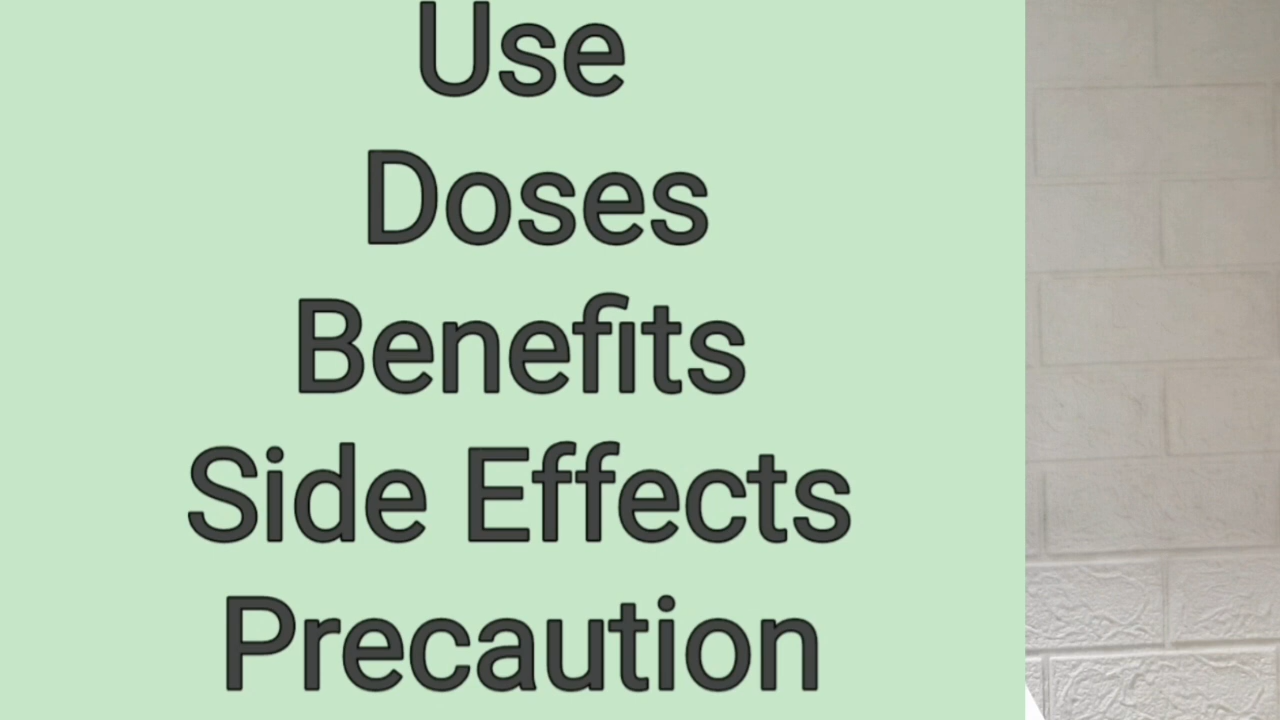 Use
Doses
Benefits
Side Effects
Precaution